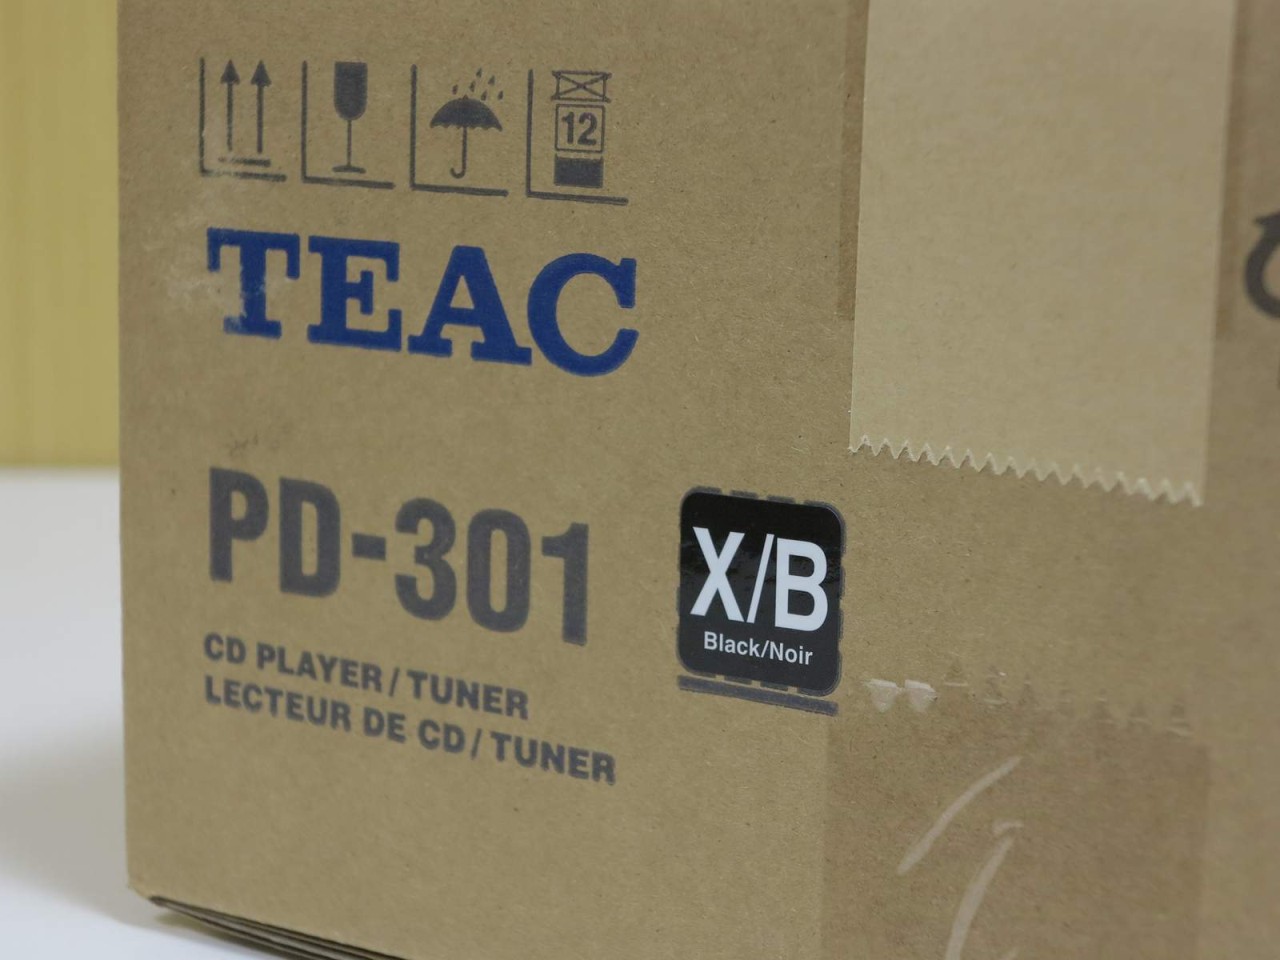 12
TEAC
PD-301
X/B
Black/Noir
CD PLAYER/TUNER
LECTEUR DE CD/TUNER